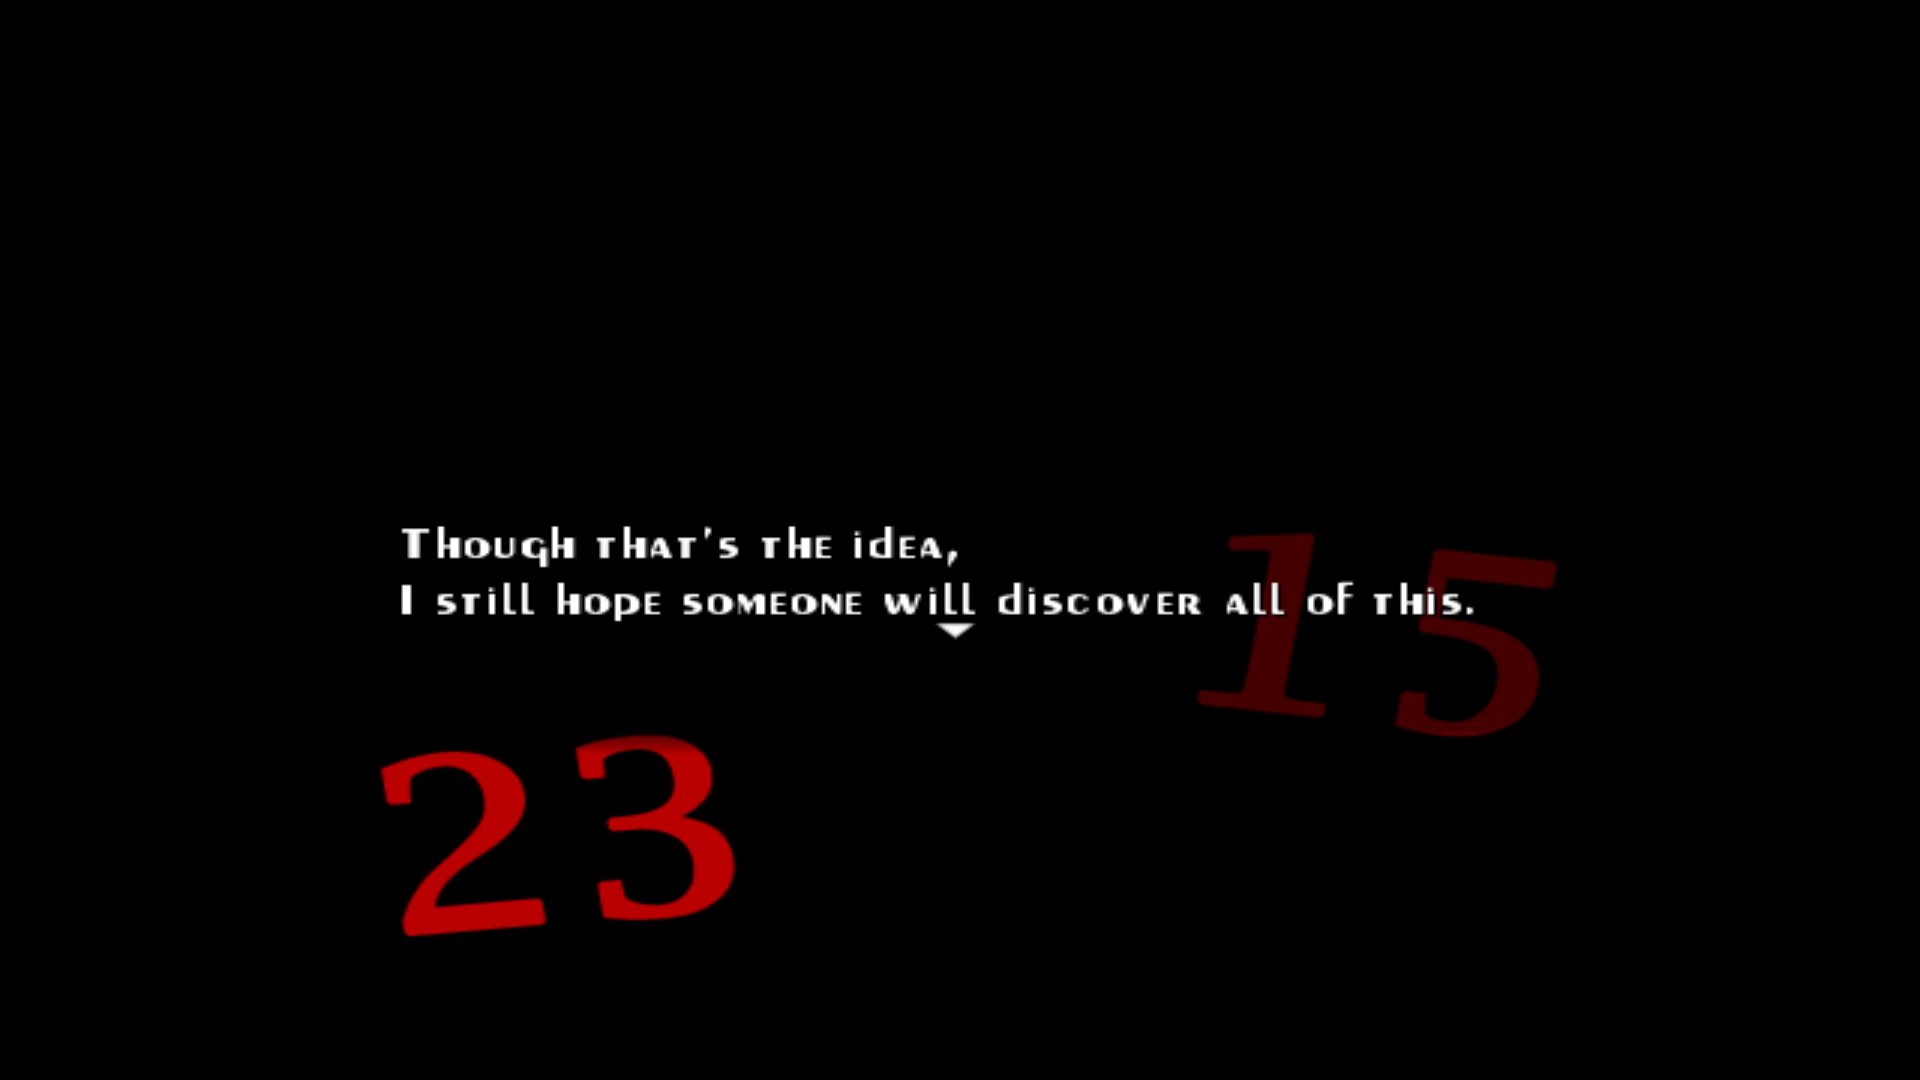 Though that's the idea,
I still hope someone will discover all of this.
15
23